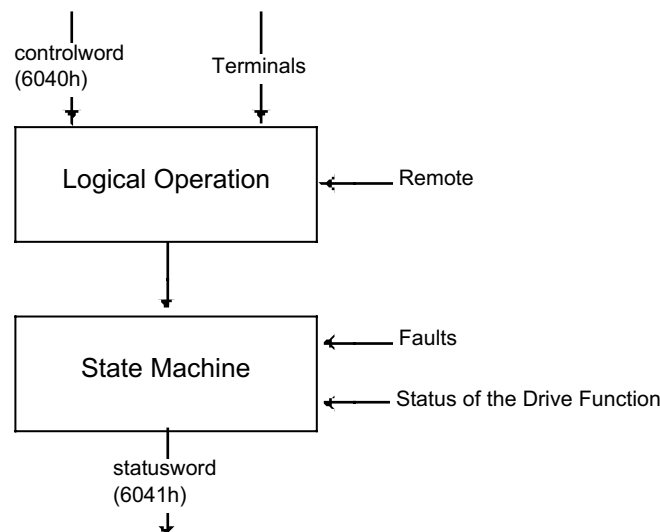 controlword
(6040h)
Terminals
Logical Operation
Remote
State Machine
Faults
Status of the Drive Function
statusword
(6041h)